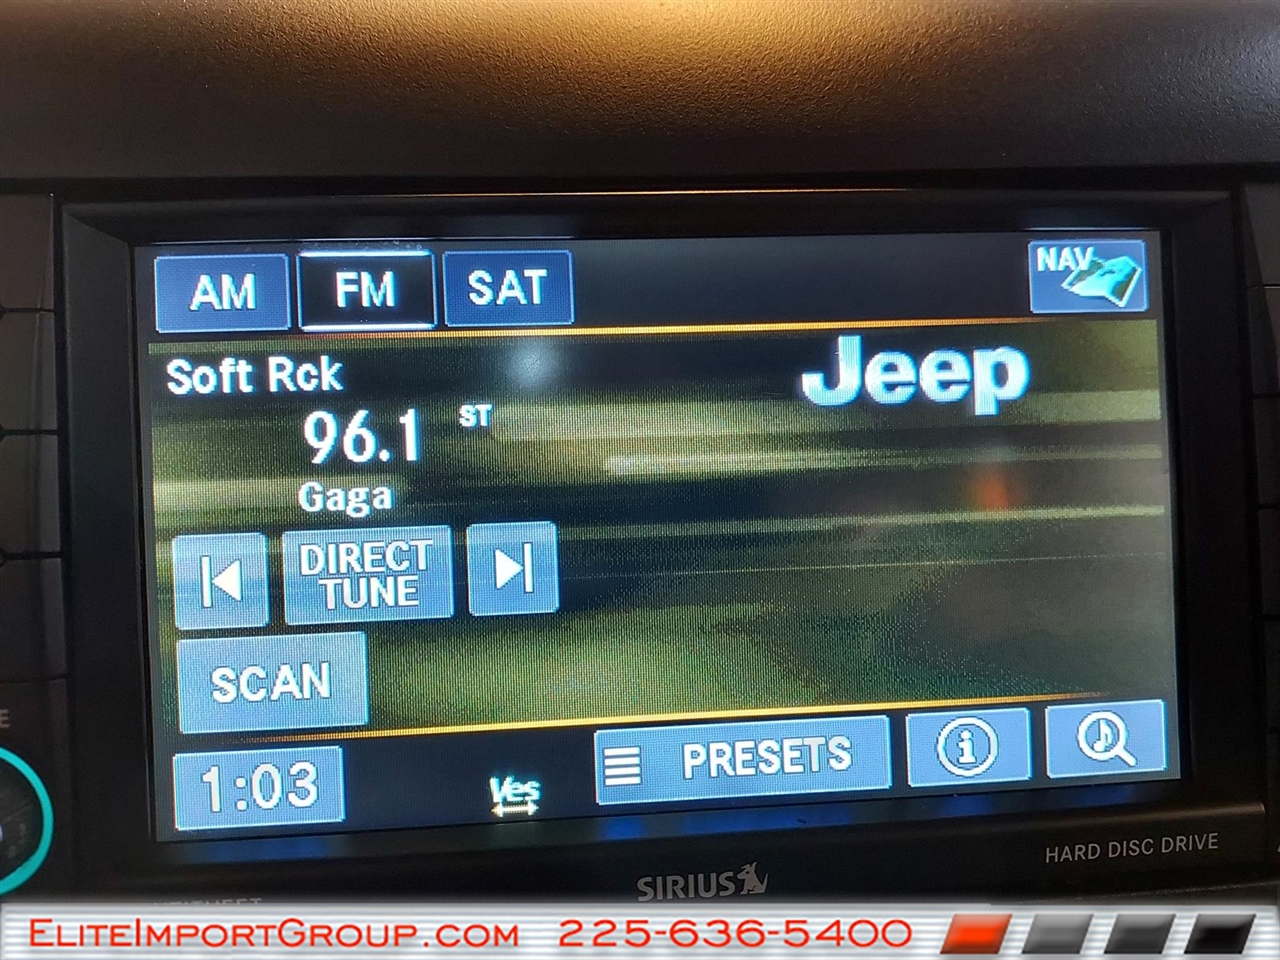 AM FM SAT NAV
Soft Rck
Jeep
96.1 ST
Gaga
DIRECT
TUNE
SCAN
1:03 Ves PRESETS
HARD DISC DRIVE
SIRIUS
ELITEIMPORTGROUP.COM 225-636-5400